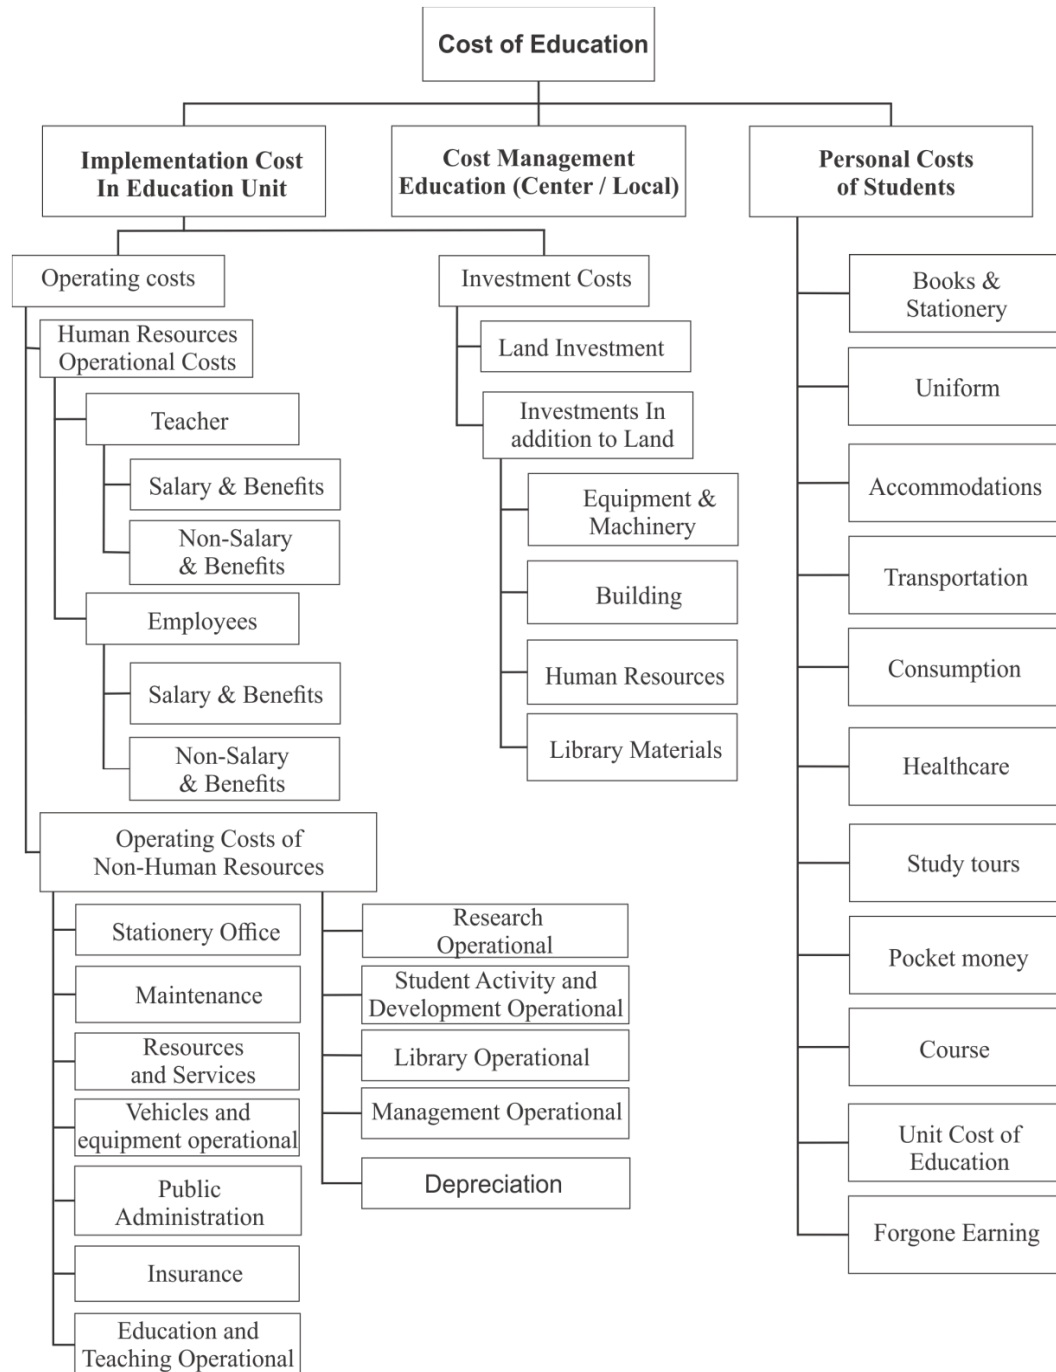 Cost of Education
Implementation Cost
In Education Unit
Cost Management
Education (Center / Local)
Personal Costs
of Students
Operating costs
Human Resources
Operational Costs
Teacher
Salary & Benefits
Non-Salary
& Benefits
Employees
Salary & Benefits
Non-Salary
& Benefits
Operating Costs of
Non-Human Resources
Stationery Office
Maintenance
Resources
and Services
Vehicles and
equipment operational
Public
Administration
Insurance
Education and
Teaching Operational
Research
Operational
Student Activity and
Development Operational
Library Operational
Management Operational
Depreciation
Investment Costs
Land Investment
Investments In
addition to Land
Equipment &
Machinery
Building
Human Resources
Library Materials
Books &
Stationery
Uniform
Accommodations
Transportation
Consumption
Healthcare
Study tours
Pocket money
Course
Unit Cost of
Education
Forgone Earning